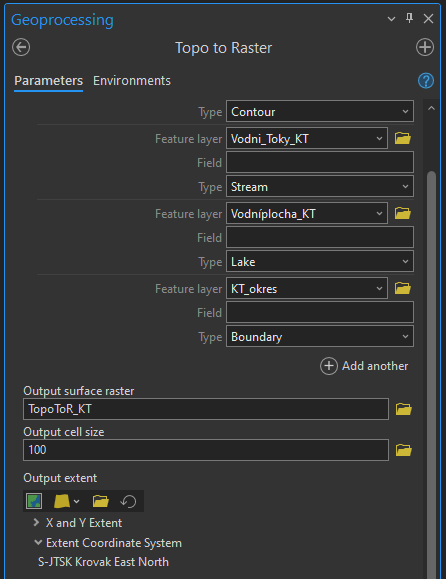 Geoprocessing
Topo to Raster
Parameters Environments
Type Contour
Feature layer Vodni_Toky_KT
Field
Type Stream
Feature layer Vodníplocha_KT
Field
Type Lake
Feature layer KT_okres
Field
Type Boundary
Add another
Output surface raster
TopoToR_KT
Output cell size
100
Output extent
X and Y Extent
Extent Coordinate System
S-JTSK Krovak East North